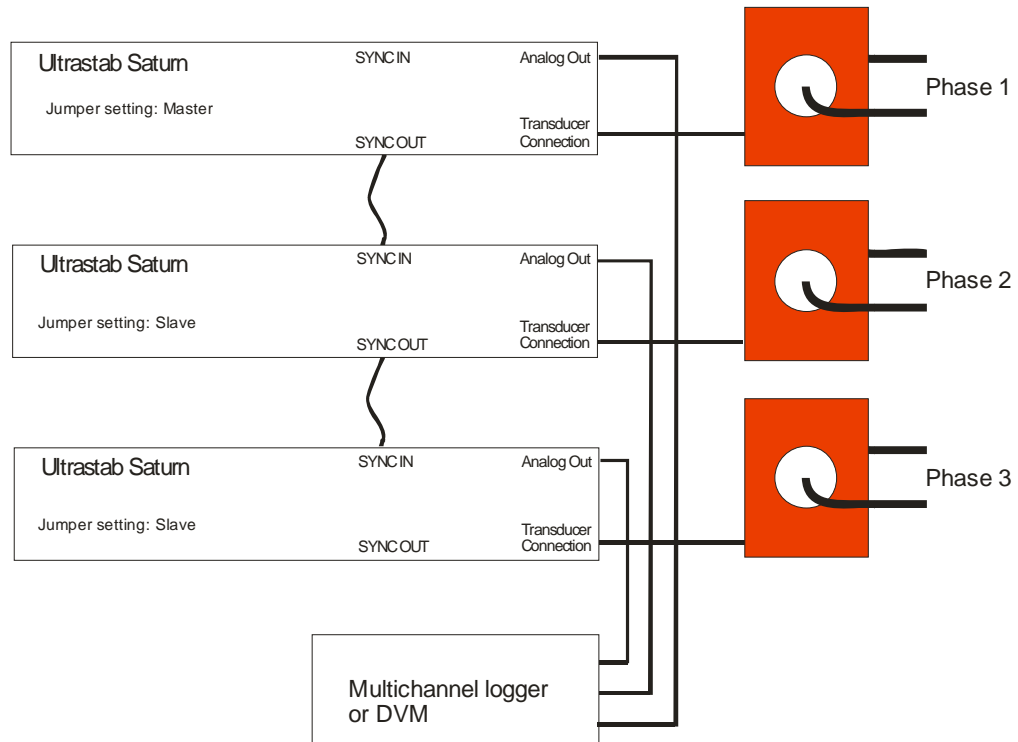 Ultrastab Saturn
SYNC IN
Analog Out
Jumper setting: Master
Transducer
Connection
SYNC OUT
Phase 1
Ultrastab Saturn
SYNC IN
Analog Out
Jumper setting: Slave
Transducer
Connection
SYNC OUT
Phase 2
Ultrastab Saturn
SYNC IN
Analog Out
Jumper setting: Slave
Transducer
Connection
SYNC OUT
Phase 3
Multichannel logger
or DVM